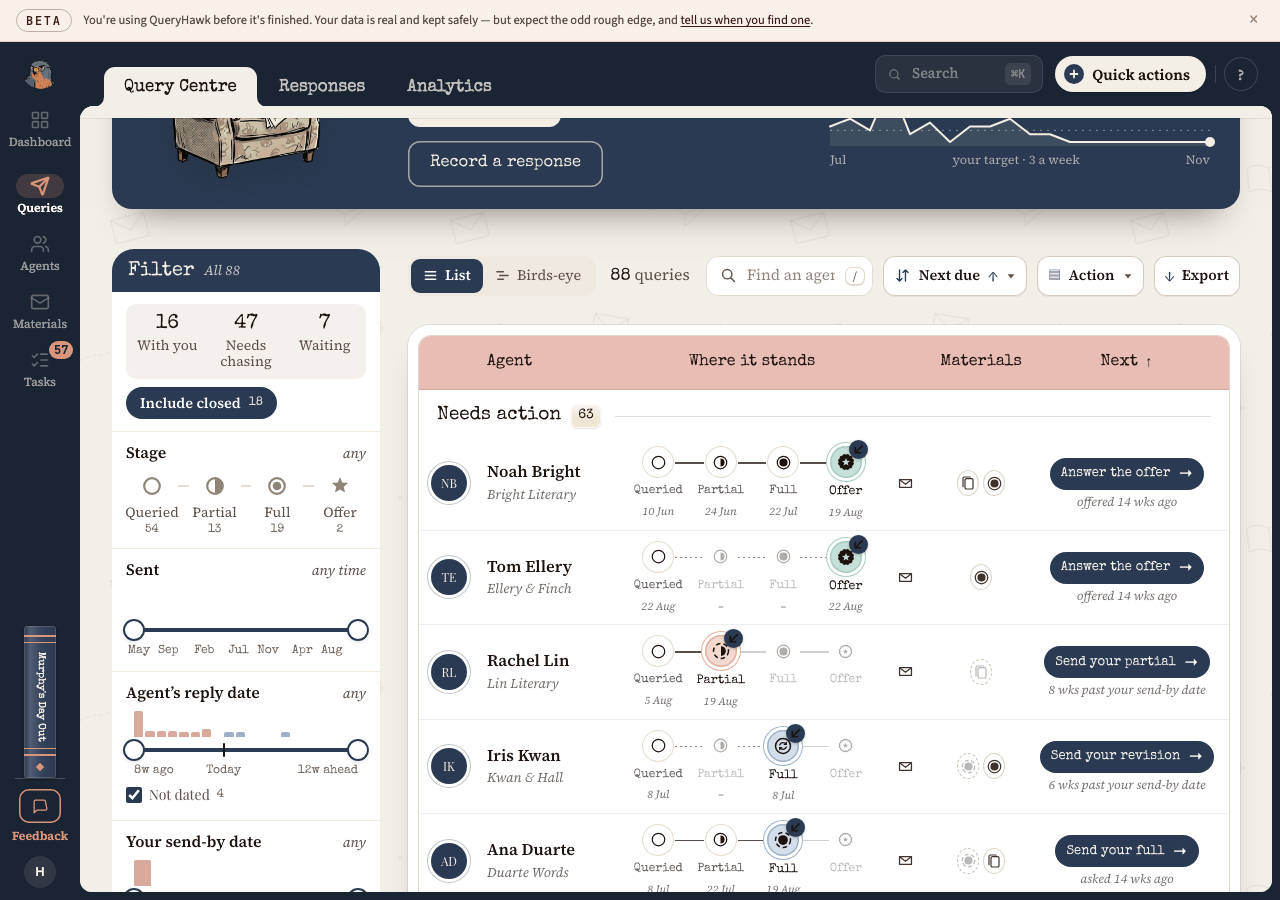 BETA
You're using QueryHawk before it's finished. Your data is real and kept safely — but expect the odd rough edge, and tell us when you find one.
×
Query Centre
Responses
Analytics
Search
⌘K
Quick actions
?
Dashboard
Queries
Agents
Materials
57
Tasks
Murphy's Day Out
Feedback
H
Record a response
Jul
your target · 3 a week
Nov
Filter All 88
16
With you
47
Needs
chasing
7
Waiting
Include closed 18
Stage
any
Queried
54
Partial
13
Full
19
Offer
2
Sent
any time
May Sep Feb Jul Nov Apr Aug
Agent's reply date
any
8w ago
Today
12w ahead
Not dated 4
Your send-by date
any
List
Birds-eye
88 queries
Find an ager
/
Next due ↑
Action
↓ Export
Agent
Where it stands
Materials
Next ↑
Needs action 63
NB
Noah Bright
Bright Literary
Queried Partial Full Offer
10 Jun 24 Jun 22 Jul 19 Aug
Answer the offer →
offered 14 wks ago
TE
Tom Ellery
Ellery & Finch
Queried Partial Full Offer
22 Aug – – 22 Aug
Answer the offer →
offered 14 wks ago
RL
Rachel Lin
Lin Literary
Queried Partial Full Offer
5 Aug 19 Aug
Send your partial →
8 wks past your send-by date
IK
Iris Kwan
Kwan & Hall
Queried Partial Full Offer
8 Jul – 8 Jul
Send your revision →
6 wks past your send-by date
AD
Ana Duarte
Duarte Words
Queried Partial Full Offer
8 Jul 22 Jul 19 Aug
Send your full →
asked 14 wks ago